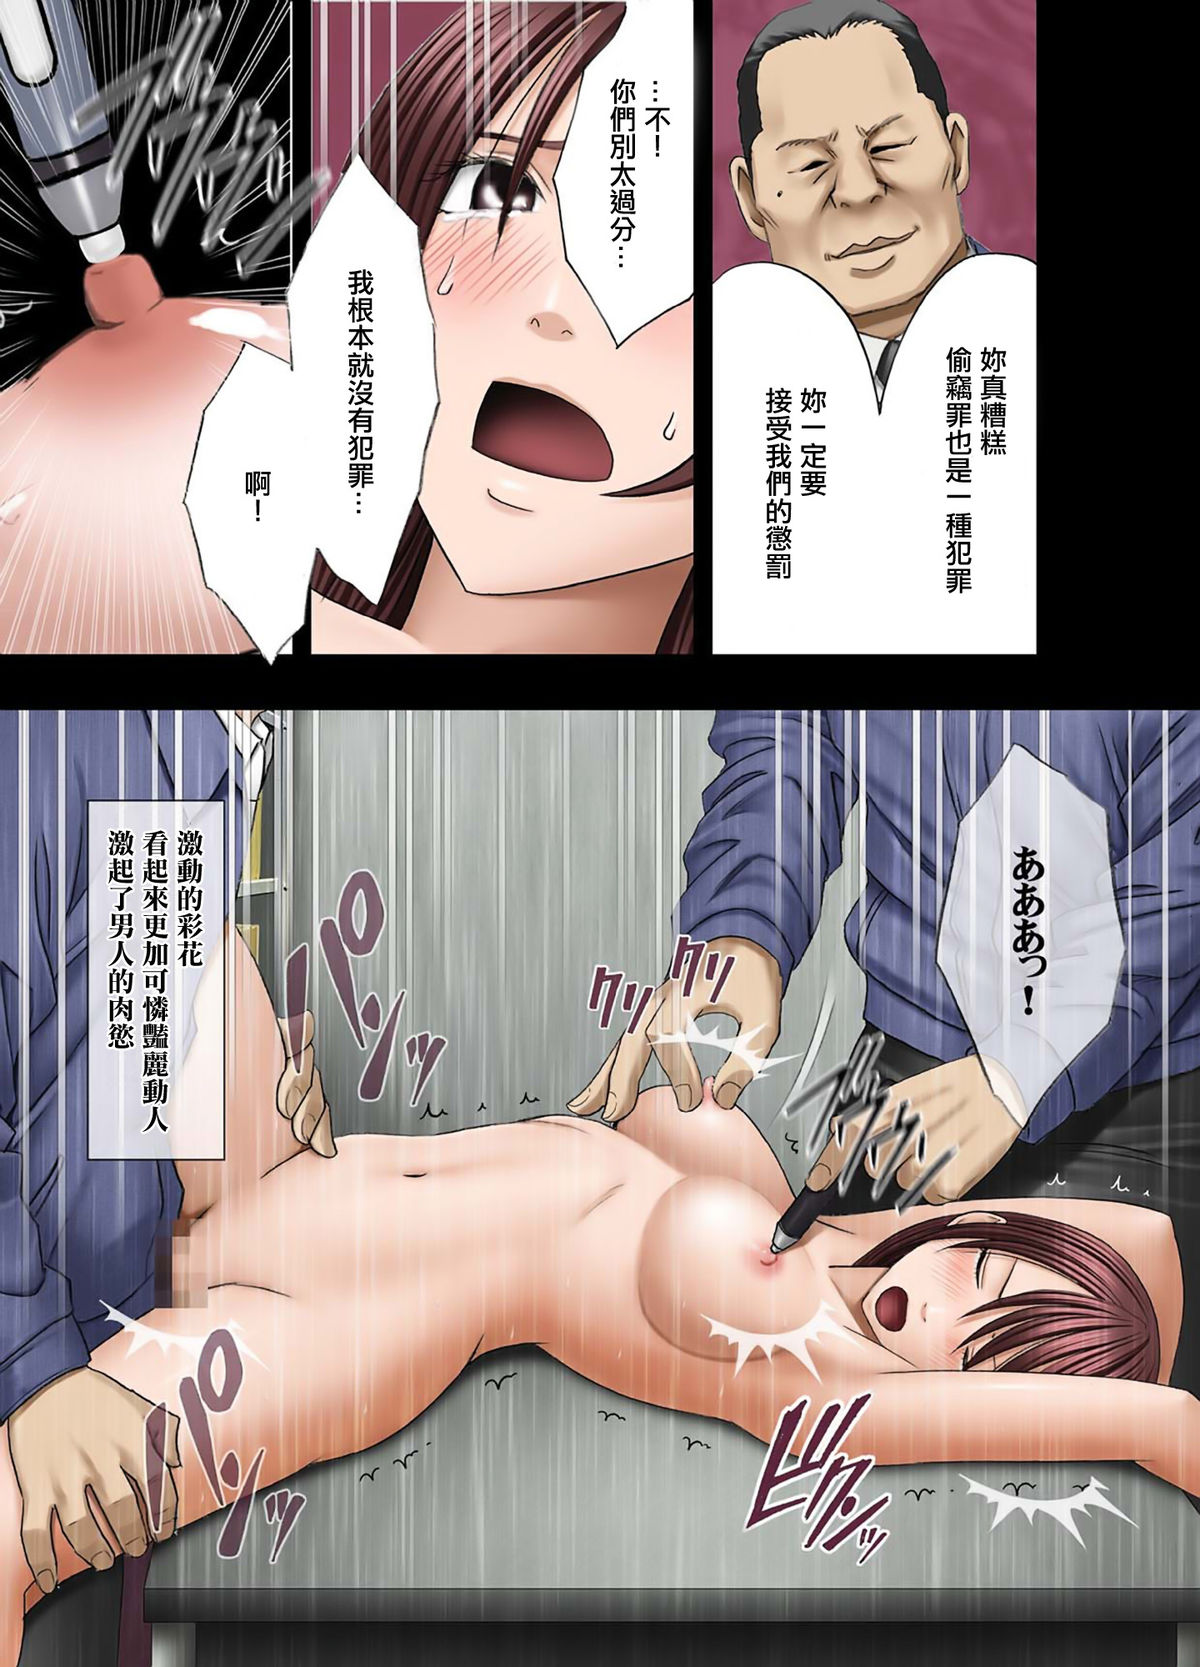 妳真糟糕
偷竊罪也是一種犯罪
妳一定要
接受我們的懲罰
…不！
你們別太過分…
我根本就沒有犯罪…
啊！
あああっ！
クリ
クリ
パンッ
パンッ
ビクンッ
激動的彩花
看起來更加可憐豔麗動人
激起了男人的肉慾